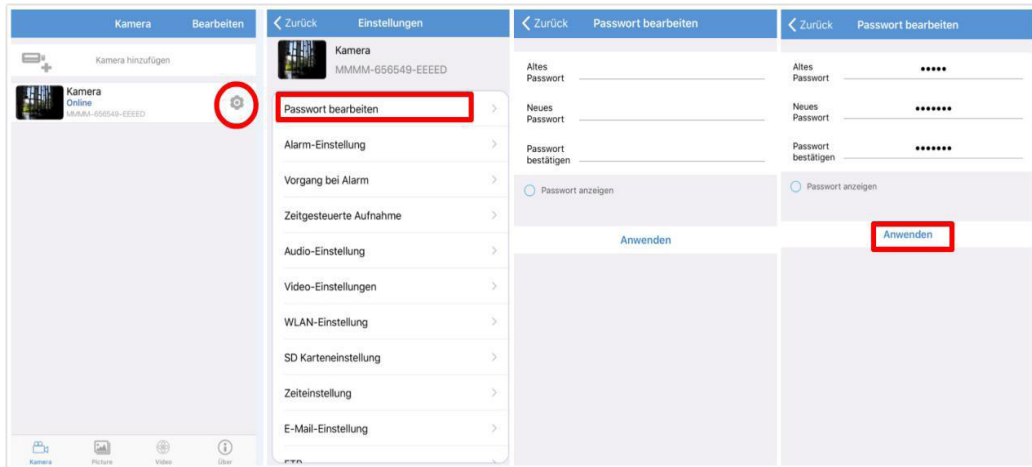 Kamera
Bearbeiten
Kamera hinzufügen
Kamera
Online
MMMM-656549-EEEED
Kamera
Picture
Video
Über
Zurück
Einstellungen
Kamera
MMMM-656549-EEEED
Passwort bearbeiten
Alarm-Einstellung
Vorgang bei Alarm
Zeitgesteuerte Aufnahme
Audio-Einstellung
Video-Einstellungen
WLAN-Einstellung
SD Karteneinstellung
Zeiteinstellung
E-Mail-Einstellung
Zurück
Passwort bearbeiten
Altes
Passwort
Neues
Passwort
Passwort
bestätigen
Passwort anzeigen
Anwenden
Zurück
Passwort bearbeiten
Altes
Passwort
•••••
Neues
Passwort
•••••••
Passwort
bestätigen
•••••••
Passwort anzeigen
Anwenden